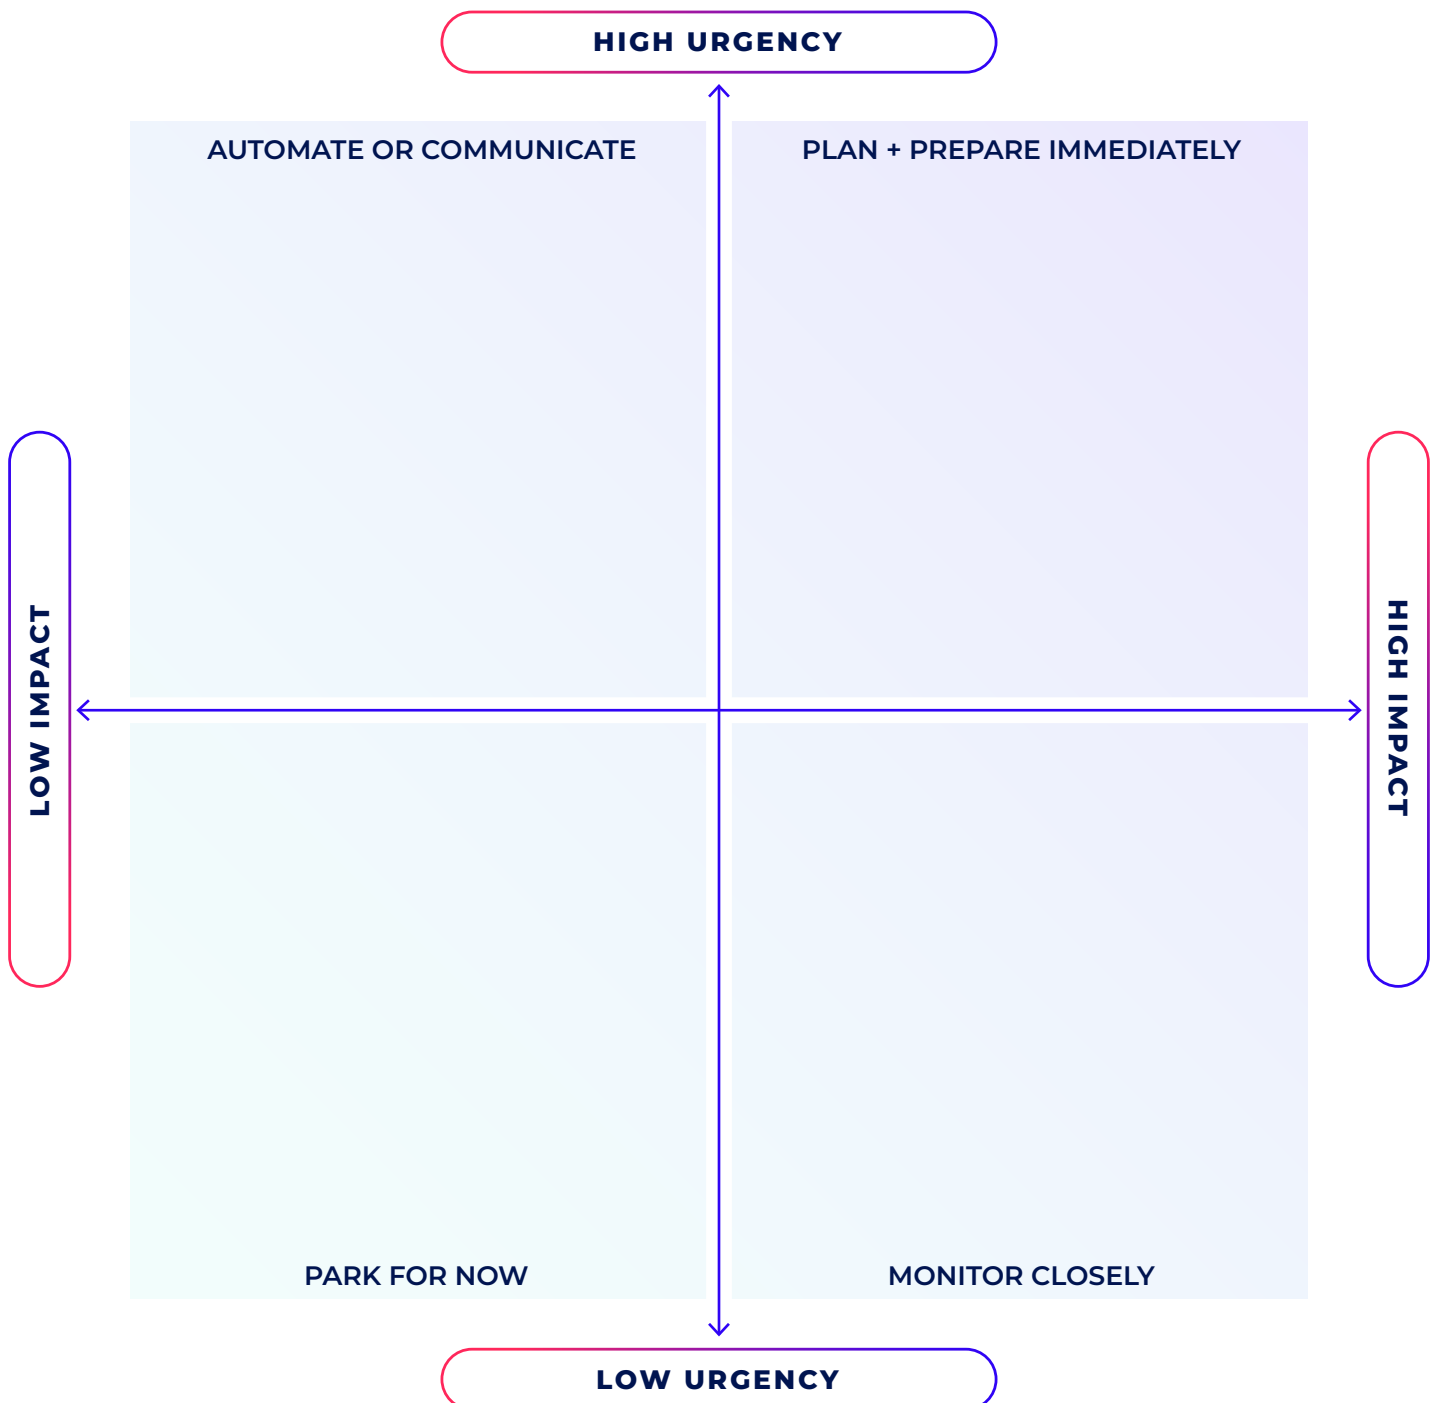 HIGH URGENCY
AUTOMATE OR COMMUNICATE
PLAN + PREPARE IMMEDIATELY
LOW IMPACT
HIGH IMPACT
PARK FOR NOW
MONITOR CLOSELY
LOW URGENCY